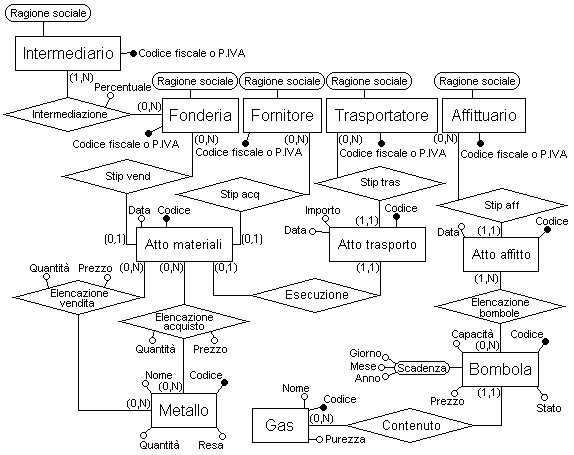 Ragione sociale
Intermediario
Codice fiscale o P.IVA
(1,N)
Percentuale
Intermediazione
(0,N)
Ragione sociale
Ragione sociale
Ragione sociale
Ragione sociale
Fonderia
Fornitore
Trasportatore
Affittuario
(0,N)
(0,N)
(0,N)
(0,N)
Codice fiscale o P.IVA
Codice fiscale o P.IVA
Codice fiscale o P.IVA
Codice fiscale o P.IVA
Stip vend
Stip acq
Stip tras
Stip aff
Data
Codice
(0,1)
(0,1)
Atto materiali
(0,N)
(0,N)
(0,1)
Importo
Data
(1,1)
Codice
Atto trasporto
(1,1)
Data
(1,1)
Codice
Atto affitto
(1,N)
Quantità
Prezzo
Elencazione
vendita
Elencazione
acquisto
Quantità
Prezzo
Esecuzione
Elencazione
bombole
Capacità
(0,N)
Codice
Giorno
Mese
Anno
Scadenza
Bombola
Prezzo
(1,1)
Stato
Nome
(0,N)
Codice
(0,N)
Metallo
Quantità
Resa
Nome
Codice
(0,N)
Gas
Purezza
Contenuto